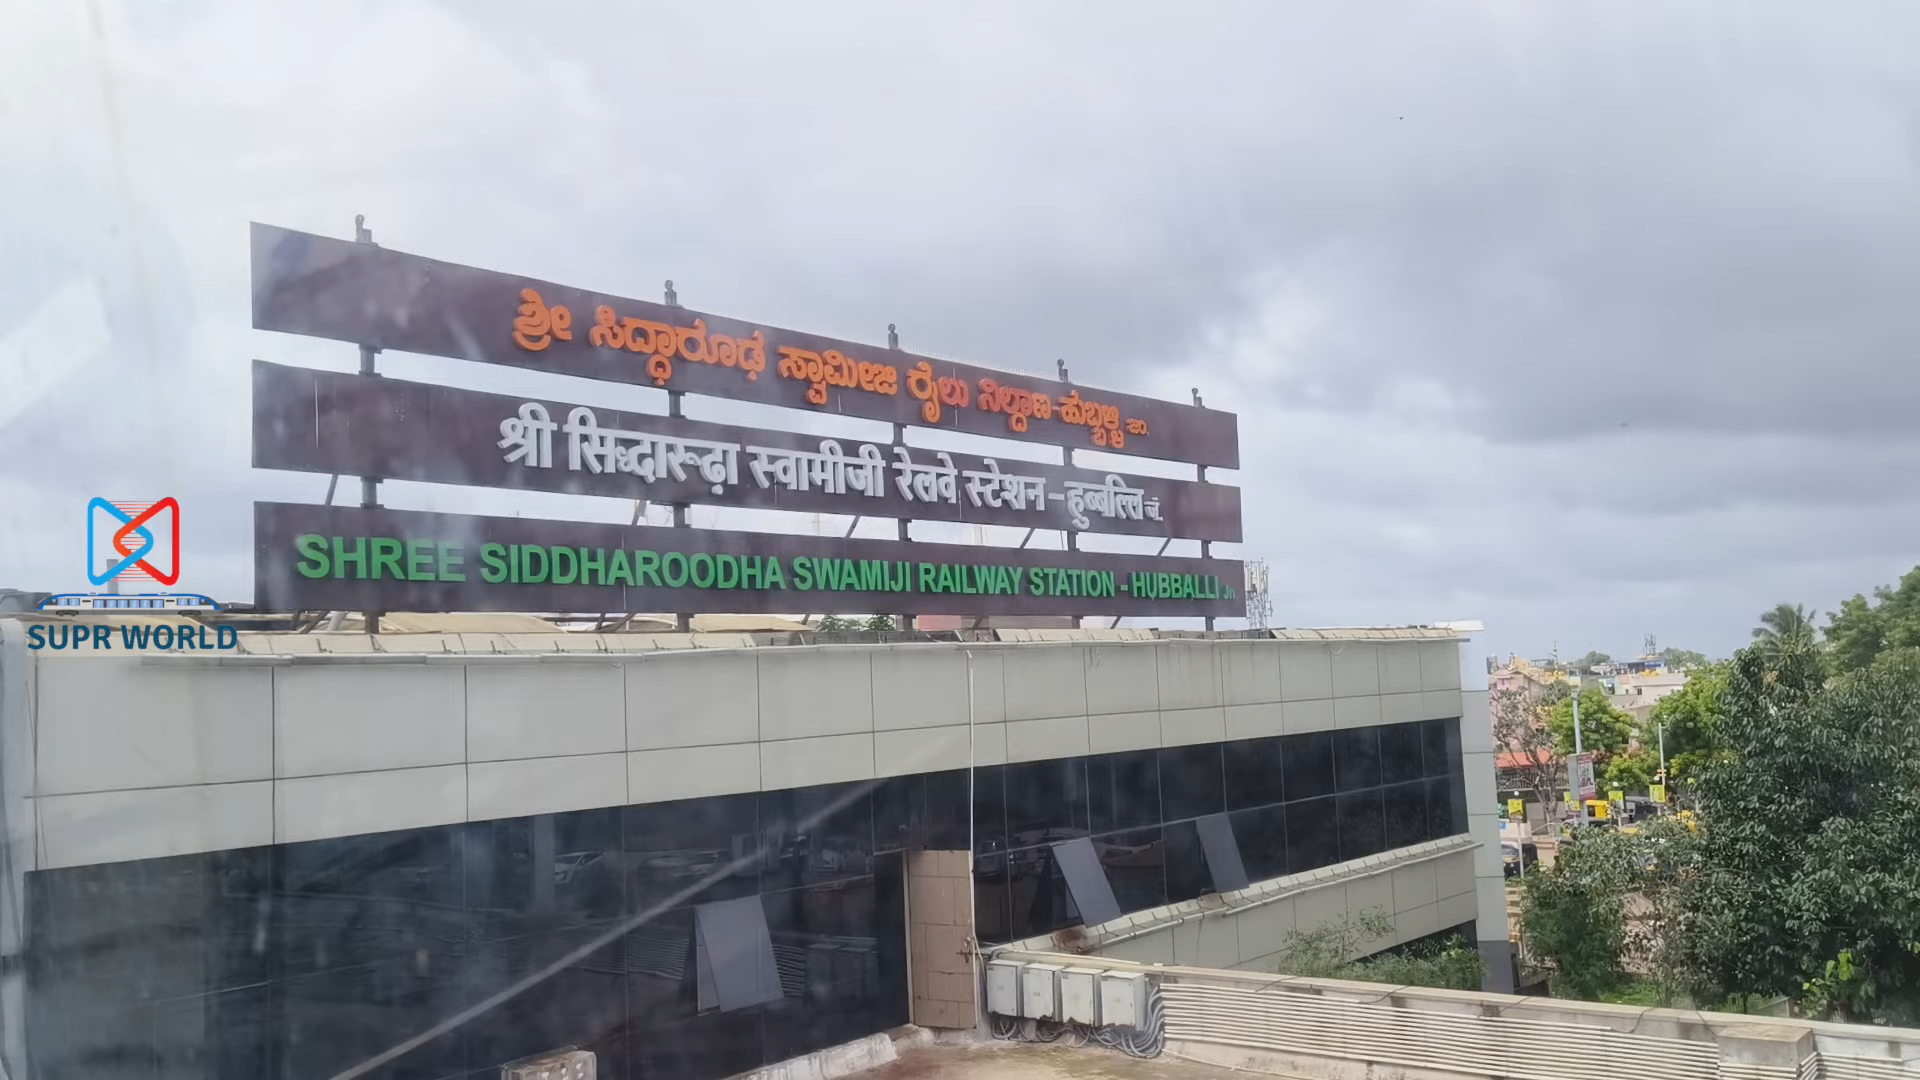 ಶ್ರೀ ಸಿದ್ಧಾರೂಢ ಸ್ವಾಮೀಜಿ ರೈಲು ನಿಲ್ದಾಣ-ಹುಬ್ಬಳ್ಳಿ ಜಂ.
श्री सिद्धारूढ़ा स्वामीजी रेलवे स्टेशन - हुब्बल्लि जं.
SHREE SIDDHAROODHA SWAMIJI RAILWAY STATION - HUBBALLI Jn
SUPR WORLD